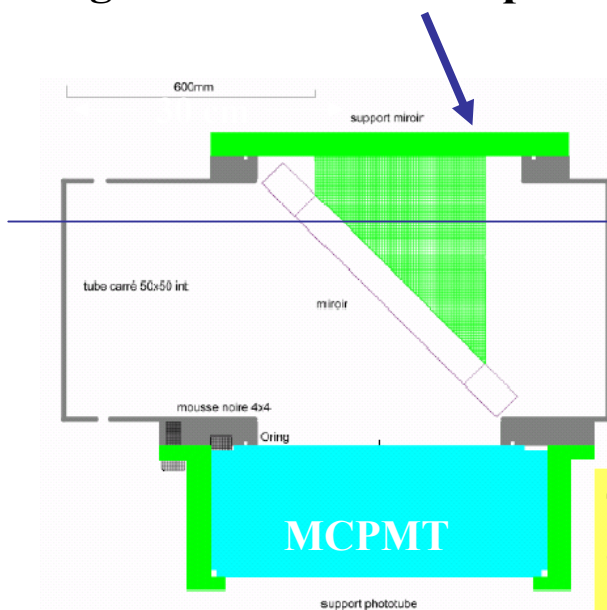 600mm
support miroir
tube carré 50x50 int
miroir
mousse noire 4x4
Oring
MCPMT
support phototube